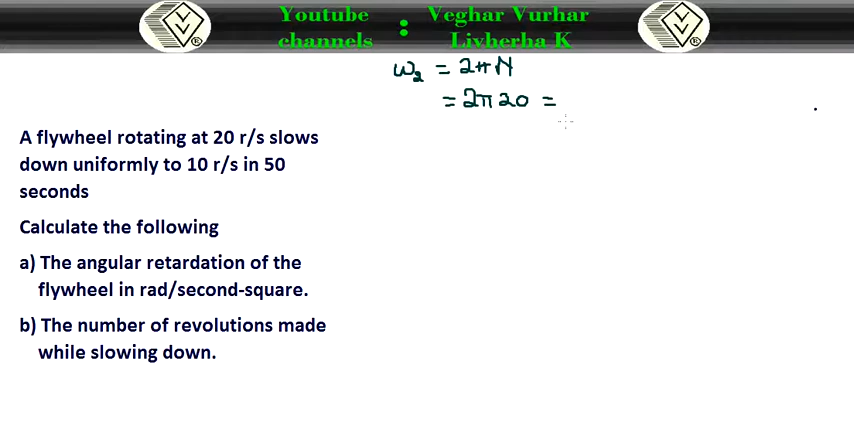 Youtube channels : Veghar Vurhar Livherha K
ω₂ = 2πN
= 2π20 =
A flywheel rotating at 20 r/s slows
down uniformly to 10 r/s in 50
seconds
Calculate the following
a) The angular retardation of the
flywheel in rad/second-square.
b) The number of revolutions made
while slowing down.